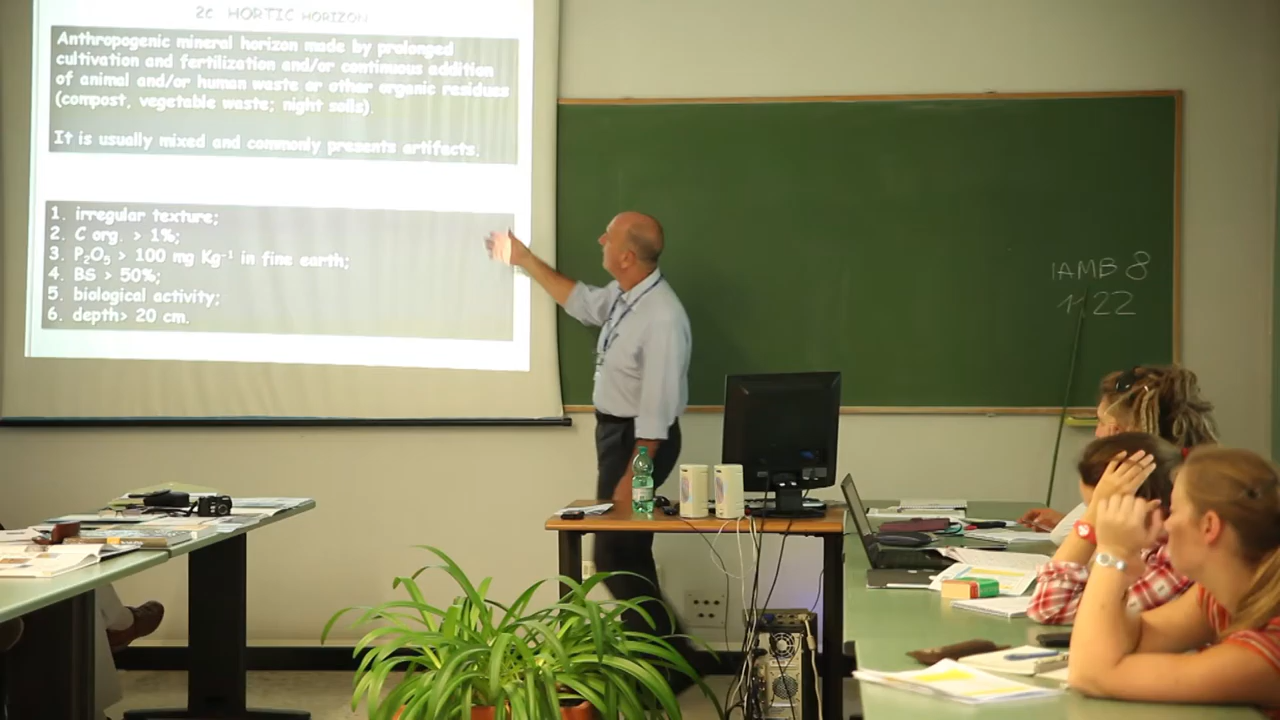 2c HORTIC HORIZON
Anthropogenic mineral horizon made by prolonged
cultivation and fertilization and/or continuous addition
of animal and/or human waste or other organic residues
(compost, vegetable waste; night soils).
It is usually mixed and commonly presents artifacts.
1. irregular texture;
2. C org. > 1%;
3. P₂O₅ > 100 mg Kg⁻¹ in fine earth;
4. BS > 50%;
5. biological activity;
6. depth> 20 cm.
IAMB 8
1.22